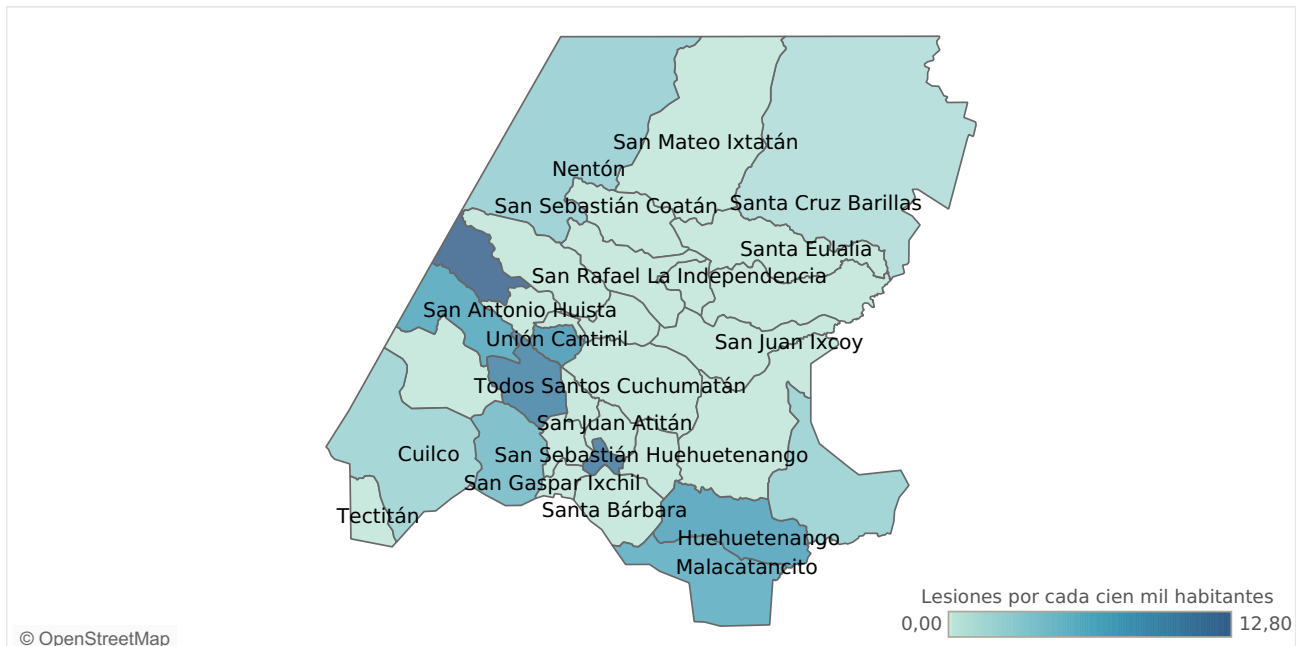 San Mateo Ixtatán
Nentón
San Sebastián Coatán
Santa Cruz Barillas
Santa Eulalia
San Rafael La Independencia
San Antonio Huista
Unión Cantinil
San Juan Ixcoy
Todos Santos Cuchumatán
San Juan Atitán
Cuilco
San Sebastián Huehuetenango
San Gaspar Ixchil
Santa Bárbara
Tectitán
Huehuetenango
Malacatancito
Lesiones por cada cien mil habitantes
0,00
12,80
© OpenStreetMap